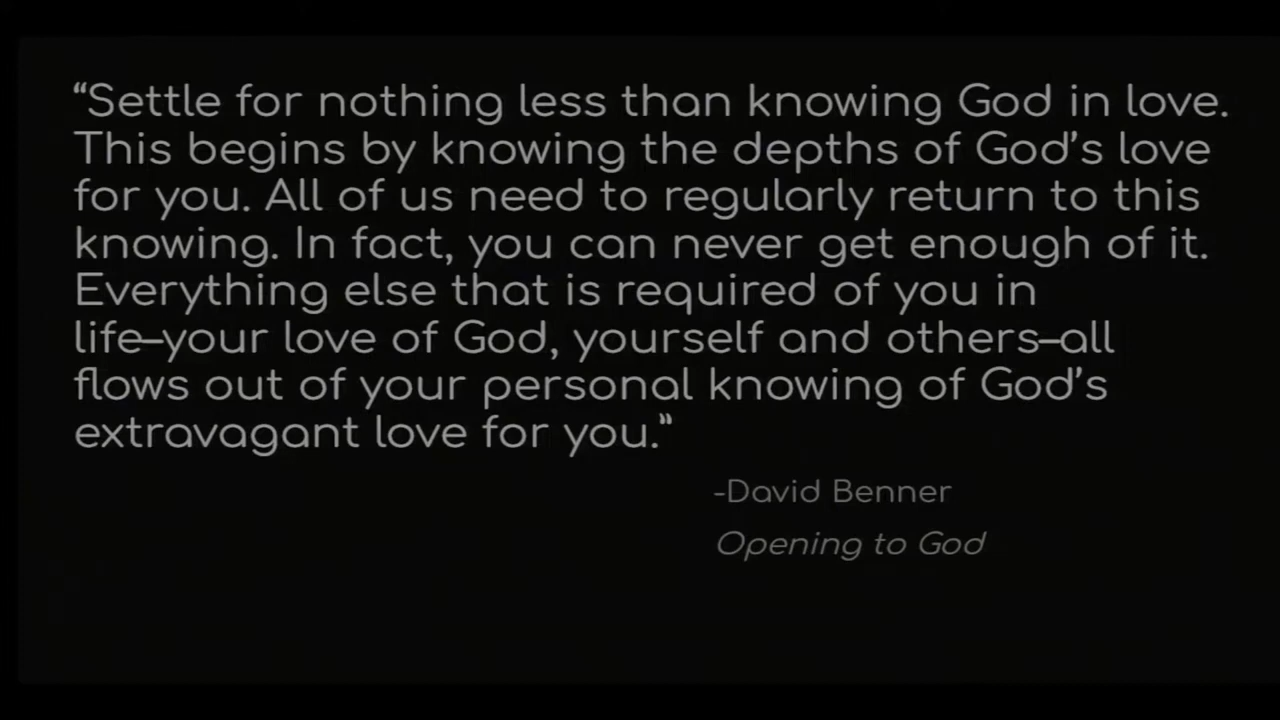 “Settle for nothing less than knowing God in love.
This begins by knowing the depths of God’s love
for you. All of us need to regularly return to this
knowing. In fact, you can never get enough of it.
Everything else that is required of you in
life–your love of God, yourself and others–all
flows out of your personal knowing of God’s
extravagant love for you.”
-David Benner
Opening to God